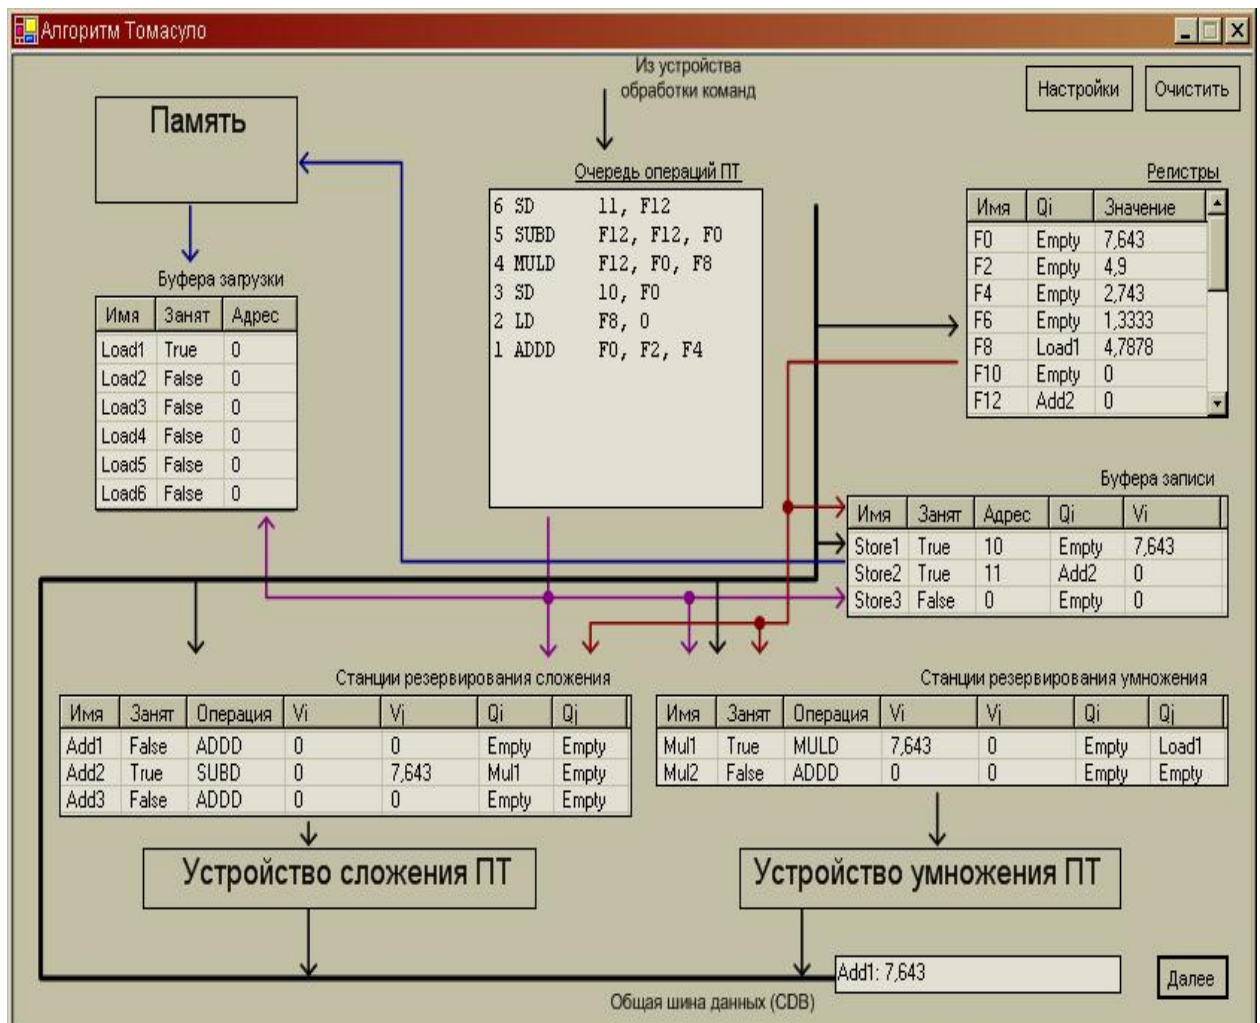 Алгоритм Томасуло
Из устройства
обработки команд
Настройки
Очистить
Память
Очередь операций ПТ
6 SD 11, F12
5 SUBD F12, F12, F0
4 MULD F12, F0, F8
3 SD 10, F0
2 LD F8, 0
1 ADDD F0, F2, F4
Регистры
Имя Qi Значение
F0 Empty 7,643
F2 Empty 4,9
F4 Empty 2,743
F6 Empty 1,3333
F8 Load1 4,7878
F10 Empty 0
F12 Add2 0
Буфера загрузки
Имя Занят Адрес
Load1 True 0
Load2 False 0
Load3 False 0
Load4 False 0
Load5 False 0
Load6 False 0
Буфера записи
Имя Занят Адрес Qi Vi
Store1 True 10 Empty 7,643
Store2 True 11 Add2 0
Store3 False 0 Empty 0
Станции резервирования сложения
Имя Занят Операция Vi Vj Qi Qj
Add1 False ADDD 0 0 Empty Empty
Add2 True SUBD 0 7,643 Mul1 Empty
Add3 False ADDD 0 0 Empty Empty
Станции резервирования умножения
Имя Занят Операция Vi Vj Qi Qj
Mul1 True MULD 7,643 0 Empty Load1
Mul2 False ADDD 0 0 Empty Empty
Устройство сложения ПТ
Устройство умножения ПТ
Add1: 7,643
Далее
Общая шина данных (CDB)